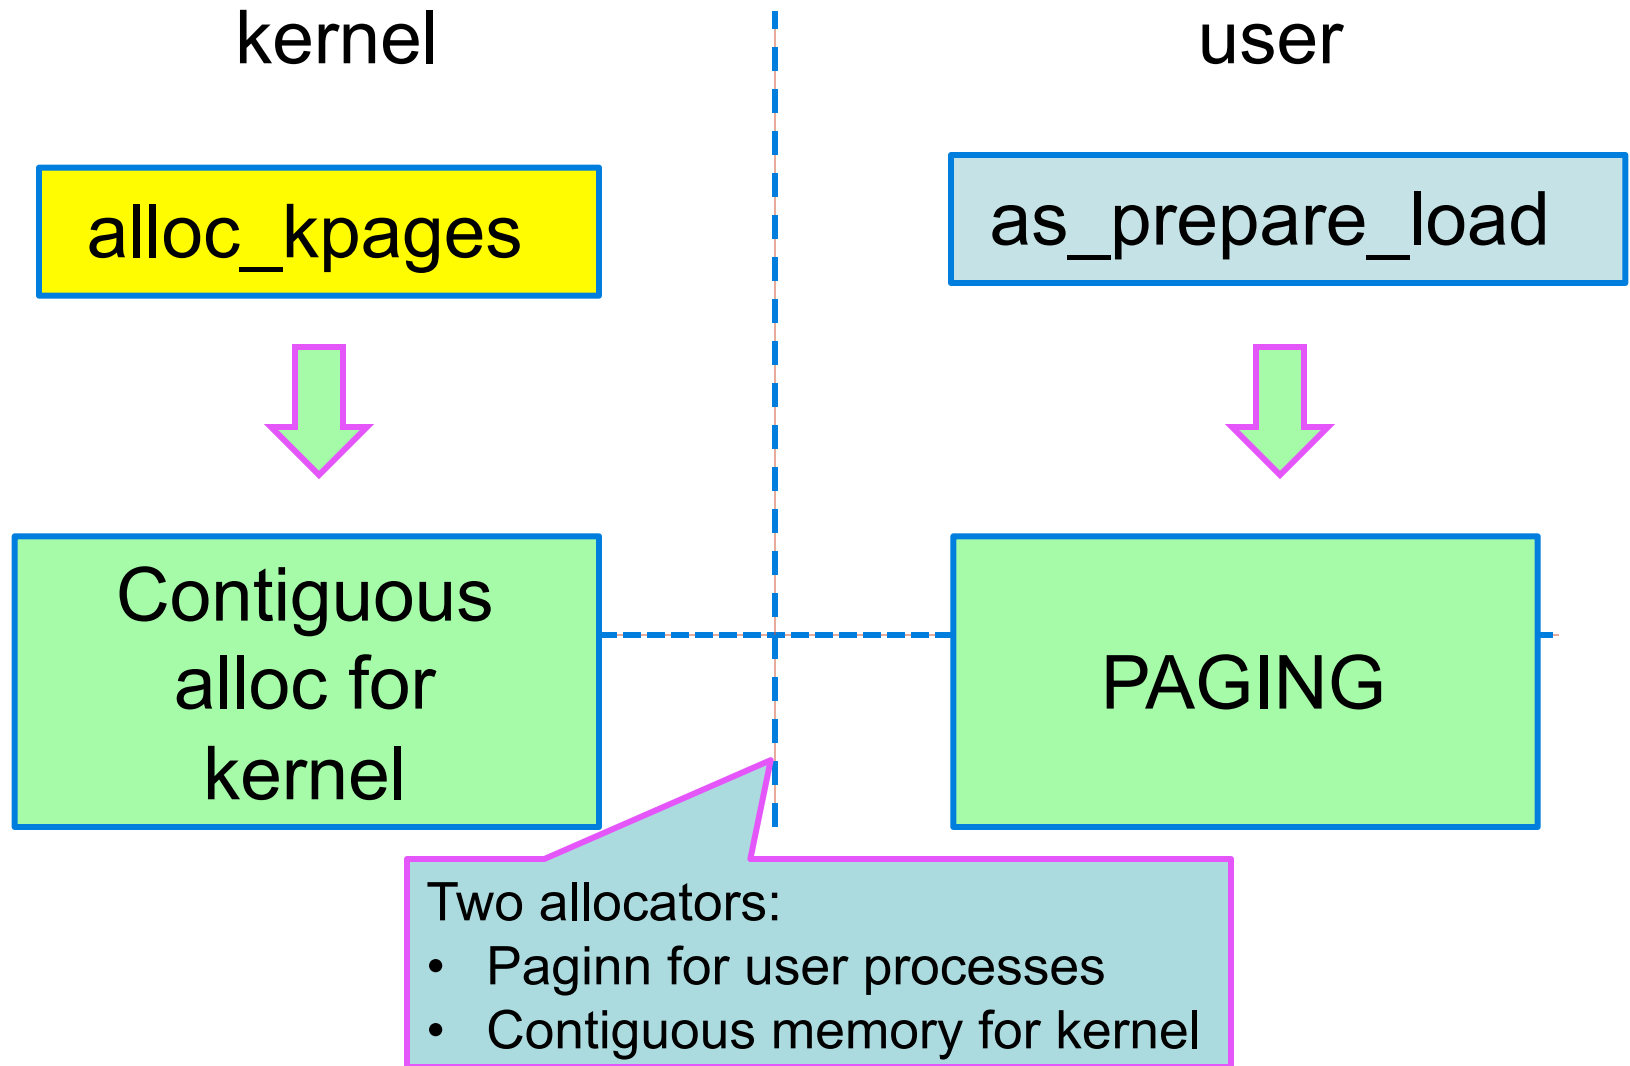 kernel
user
alloc_kpages
as_prepare_load
Contiguous
alloc for
kernel
PAGING
Two allocators:
• Paginn for user processes
• Contiguous memory for kernel